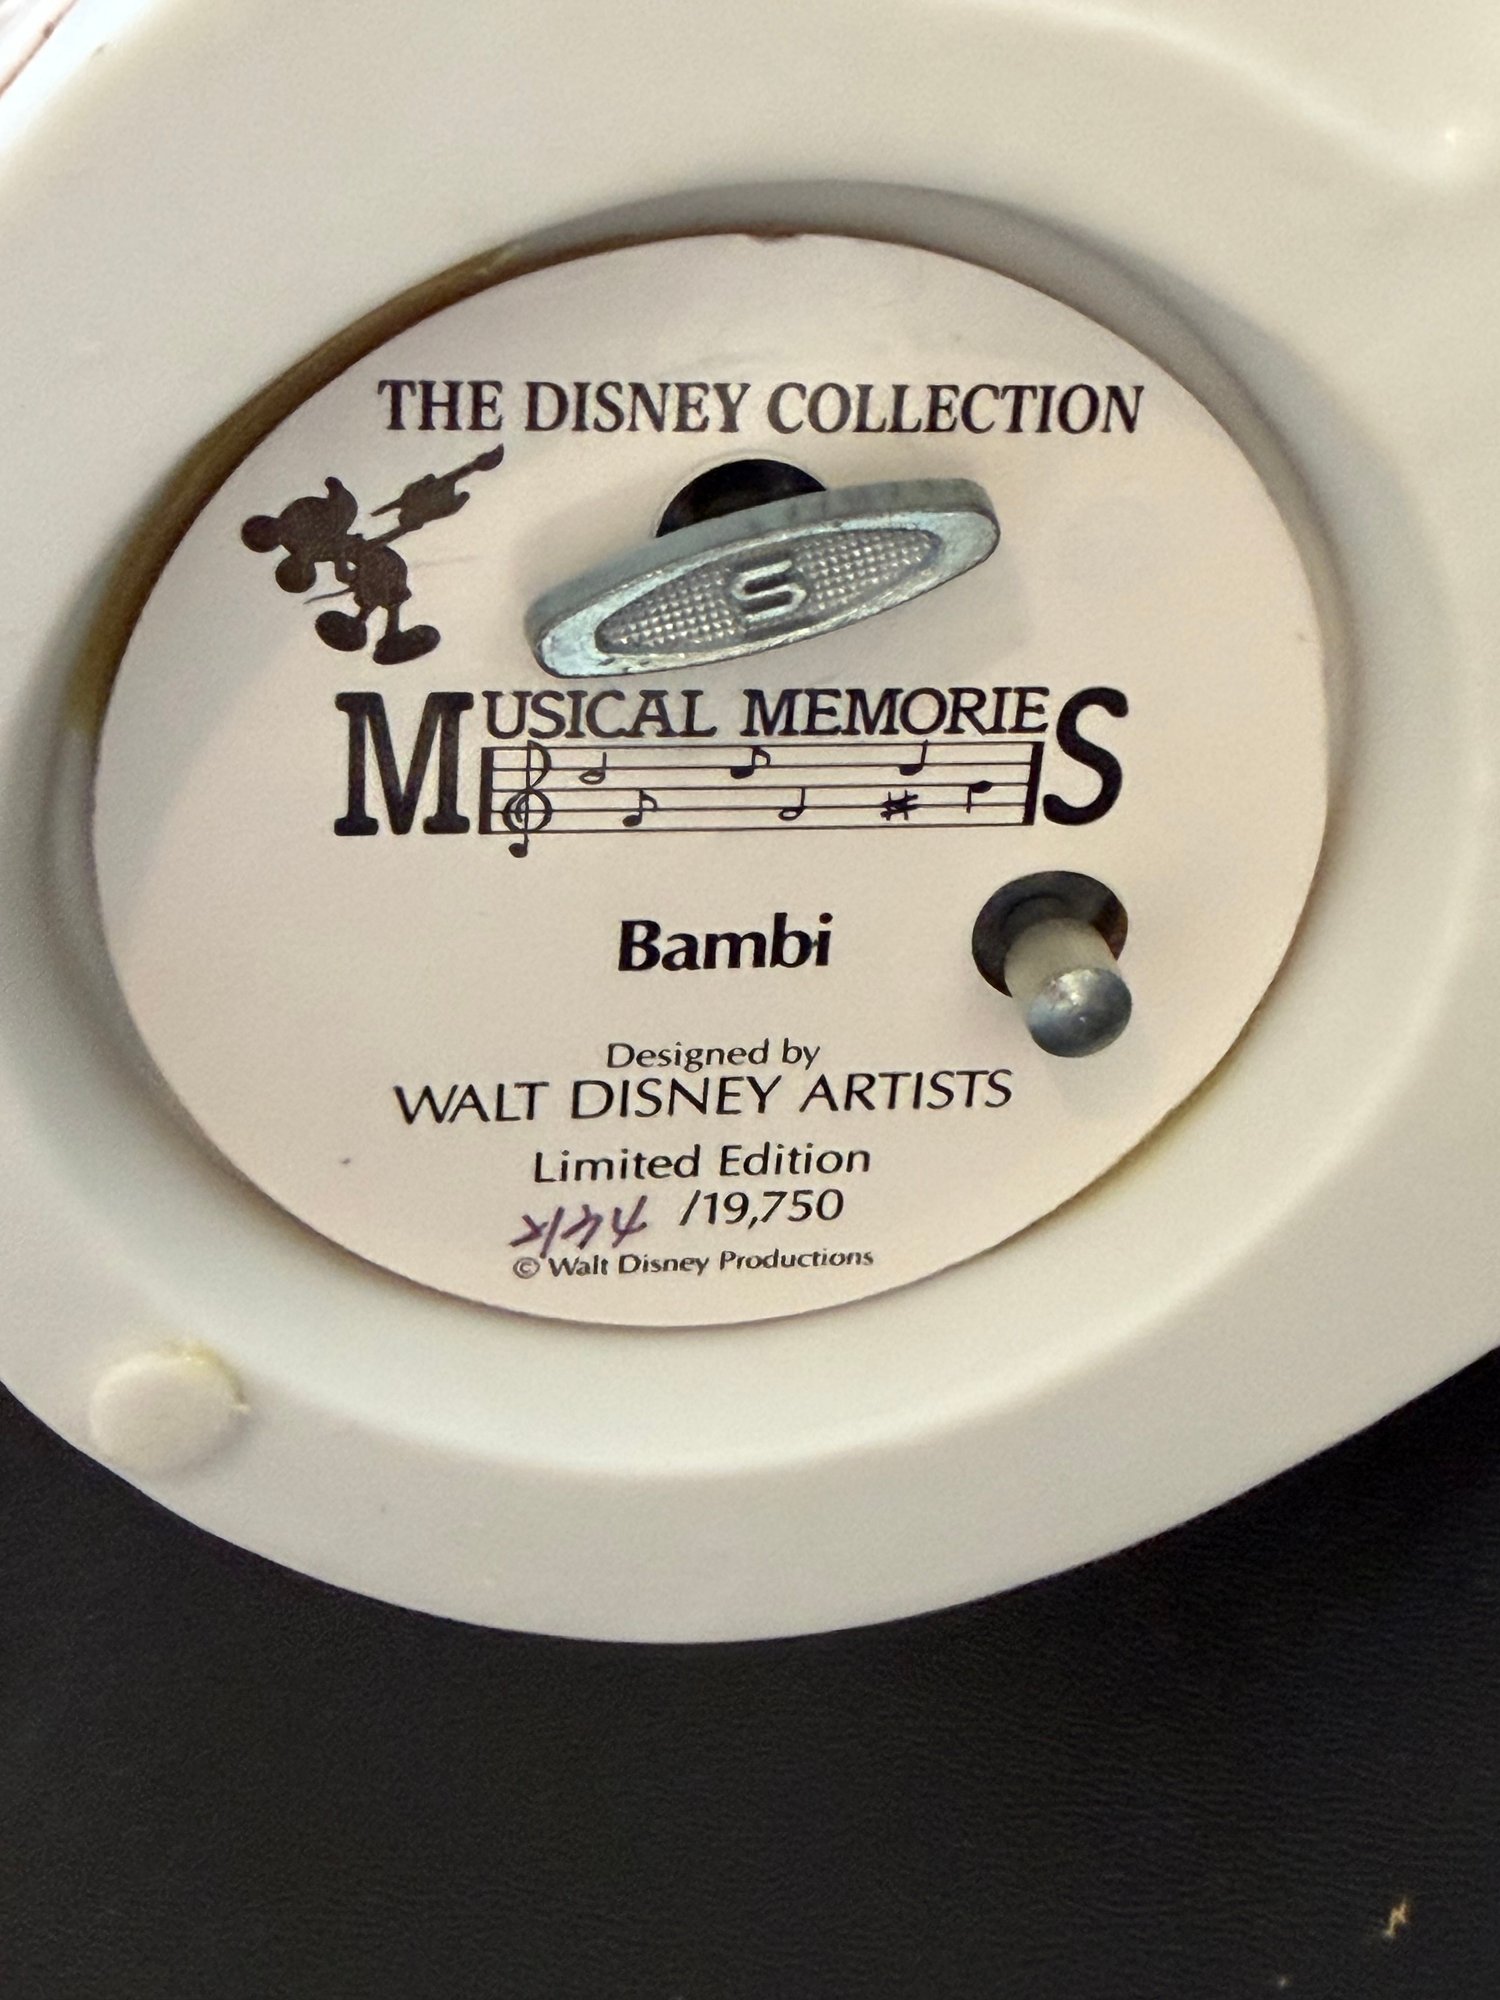 THE DISNEY COLLECTION
S
MUSICAL MEMORIES
Bambi
Designed by
WALT DISNEY ARTISTS
Limited Edition
/19,750
© Walt Disney Productions